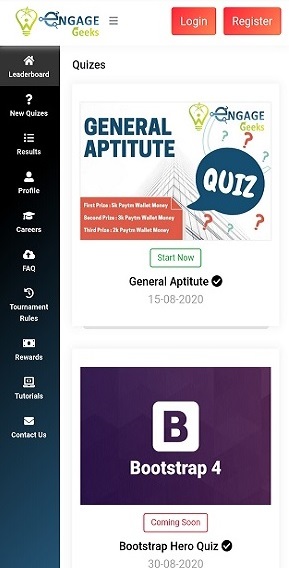 ENGAGE
Geeks
Login
Register
Leaderboard
New Quizes
Results
Profile
Careers
FAQ
Tournament
Rules
Rewards
Tutorials
Contact Us
Quizes
ENGAGE
Geeks
GENERAL
APTITUTE
QUIZ
First Prize : 5k Paytm Wallet Money
Second Prize : 3k Paytm Wallet Money
Third Prize : 2k Paytm Wallet Money
Start Now
General Aptitute
15-08-2020
B
Bootstrap 4
Coming Soon
Bootstrap Hero Quiz
30-08-2020